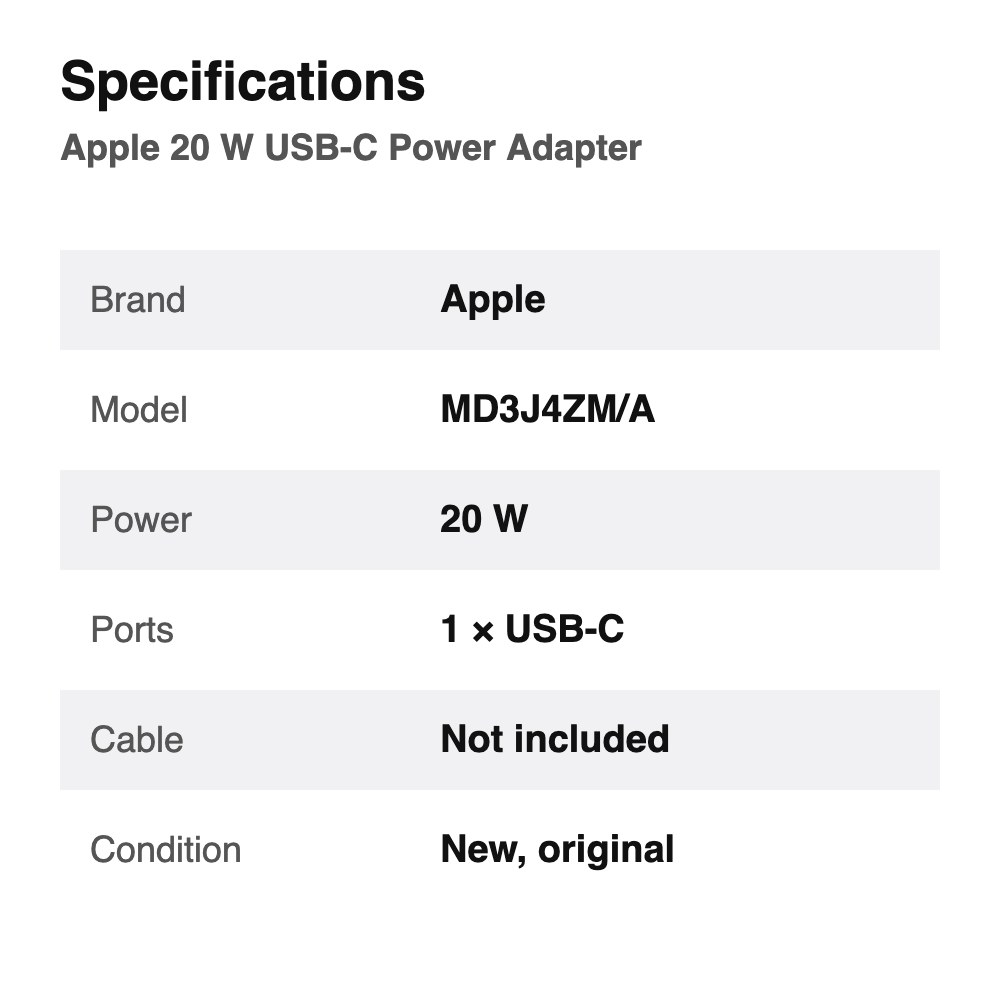 Specifications
Apple 20 W USB-C Power Adapter
Brand Apple
Model MD3J4ZM/A
Power 20 W
Ports 1 × USB-C
Cable Not included
Condition New, original